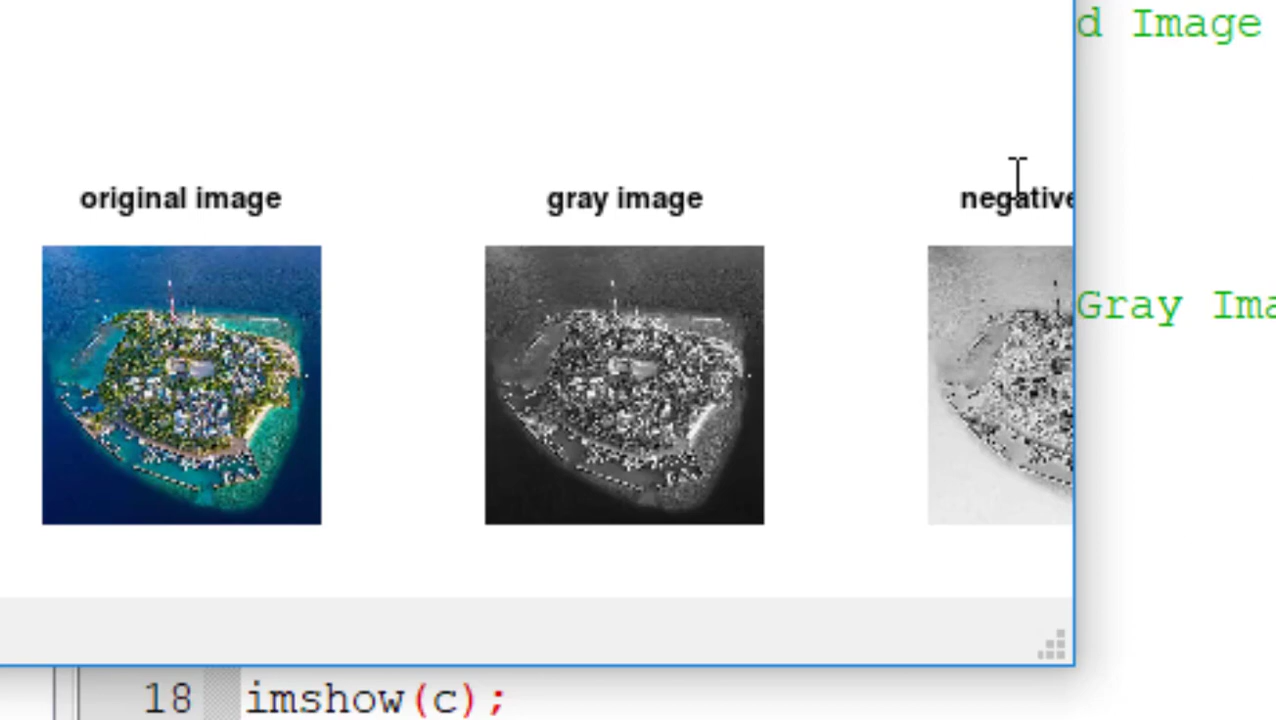 d Image
original image
gray image
negative
Gray Ima
18 imshow(c);